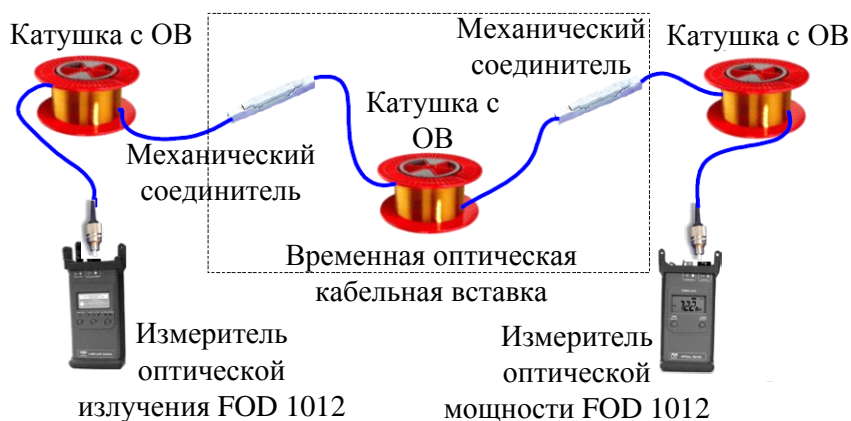 Катушка с ОВ
Механический
соединитель
Катушка с ОВ
Катушка с
ОВ
Механический
соединитель
Временная оптическая
кабельная вставка
Измеритель
оптической
излучения FOD 1012
Измеритель
оптической
мощности FOD 1012